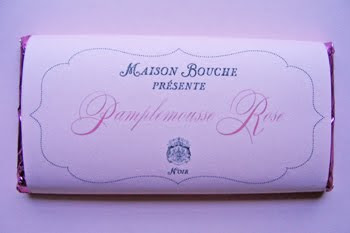 MAISON BOUCHE
PRÉSENTE
Pamplemousse Rose
NOIR